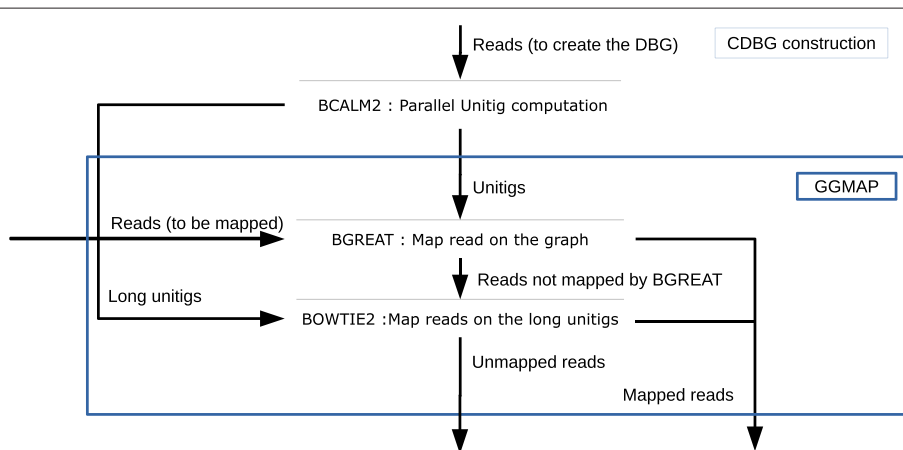 Reads (to create the DBG)
CDBG construction
BCALM2 : Parallel Unitig computation
Unitigs
GGMAP
Reads (to be mapped)
BGREAT : Map read on the graph
Reads not mapped by BGREAT
Long unitigs
BOWTIE2 :Map reads on the long unitigs
Unmapped reads
Mapped reads